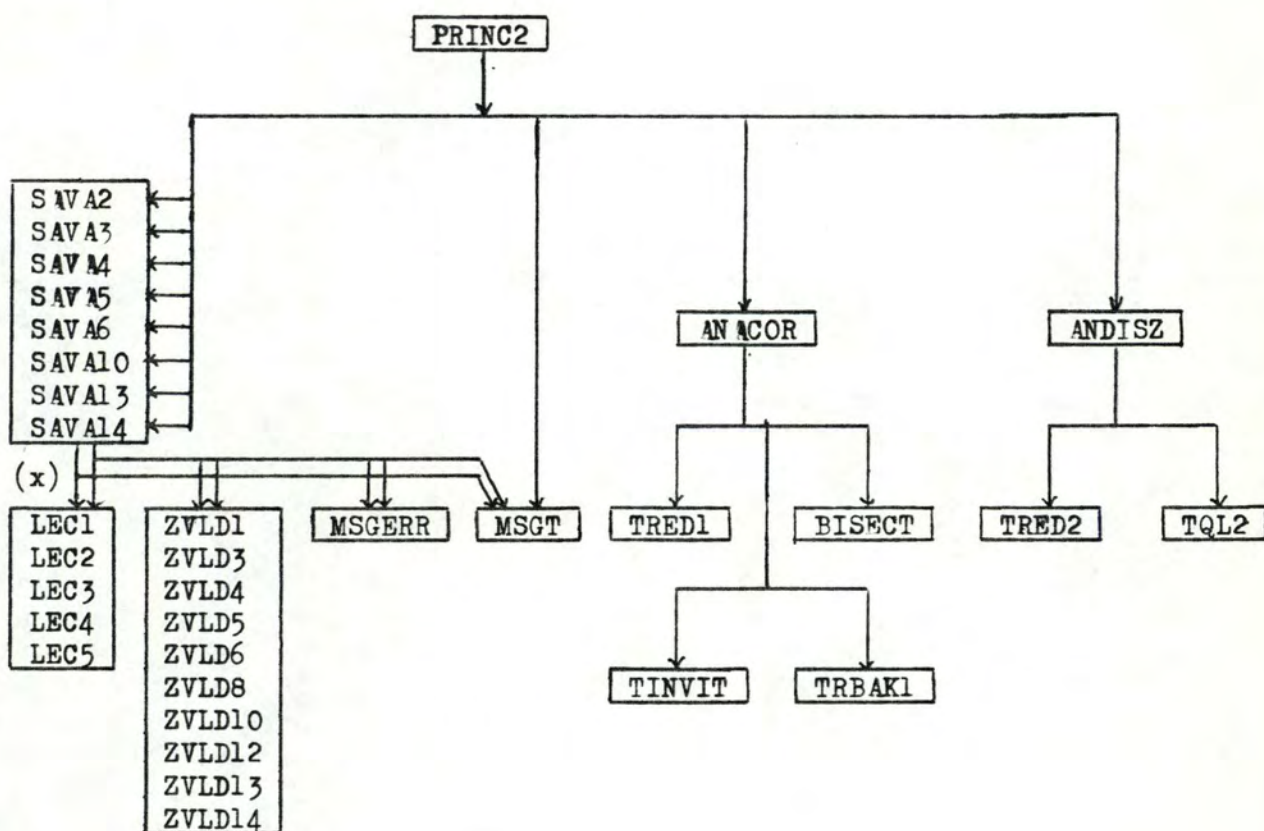 PRINC2
SAVA2
SAVA3
SAVA4
SAVA5
SAVA6
SAVA10
SAVA13
SAVA14
ANACOR
ANDISZ
(x)
LEC1
LEC2
LEC3
LEC4
LEC5
ZVLD1
ZVLD3
ZVLD4
ZVLD5
ZVLD6
ZVLD8
ZVLD10
ZVLD12
ZVLD13
ZVLD14
MSGERR
MSGT
TRED1
BISECT
TRED2
TQL2
TINVIT
TRBAK1